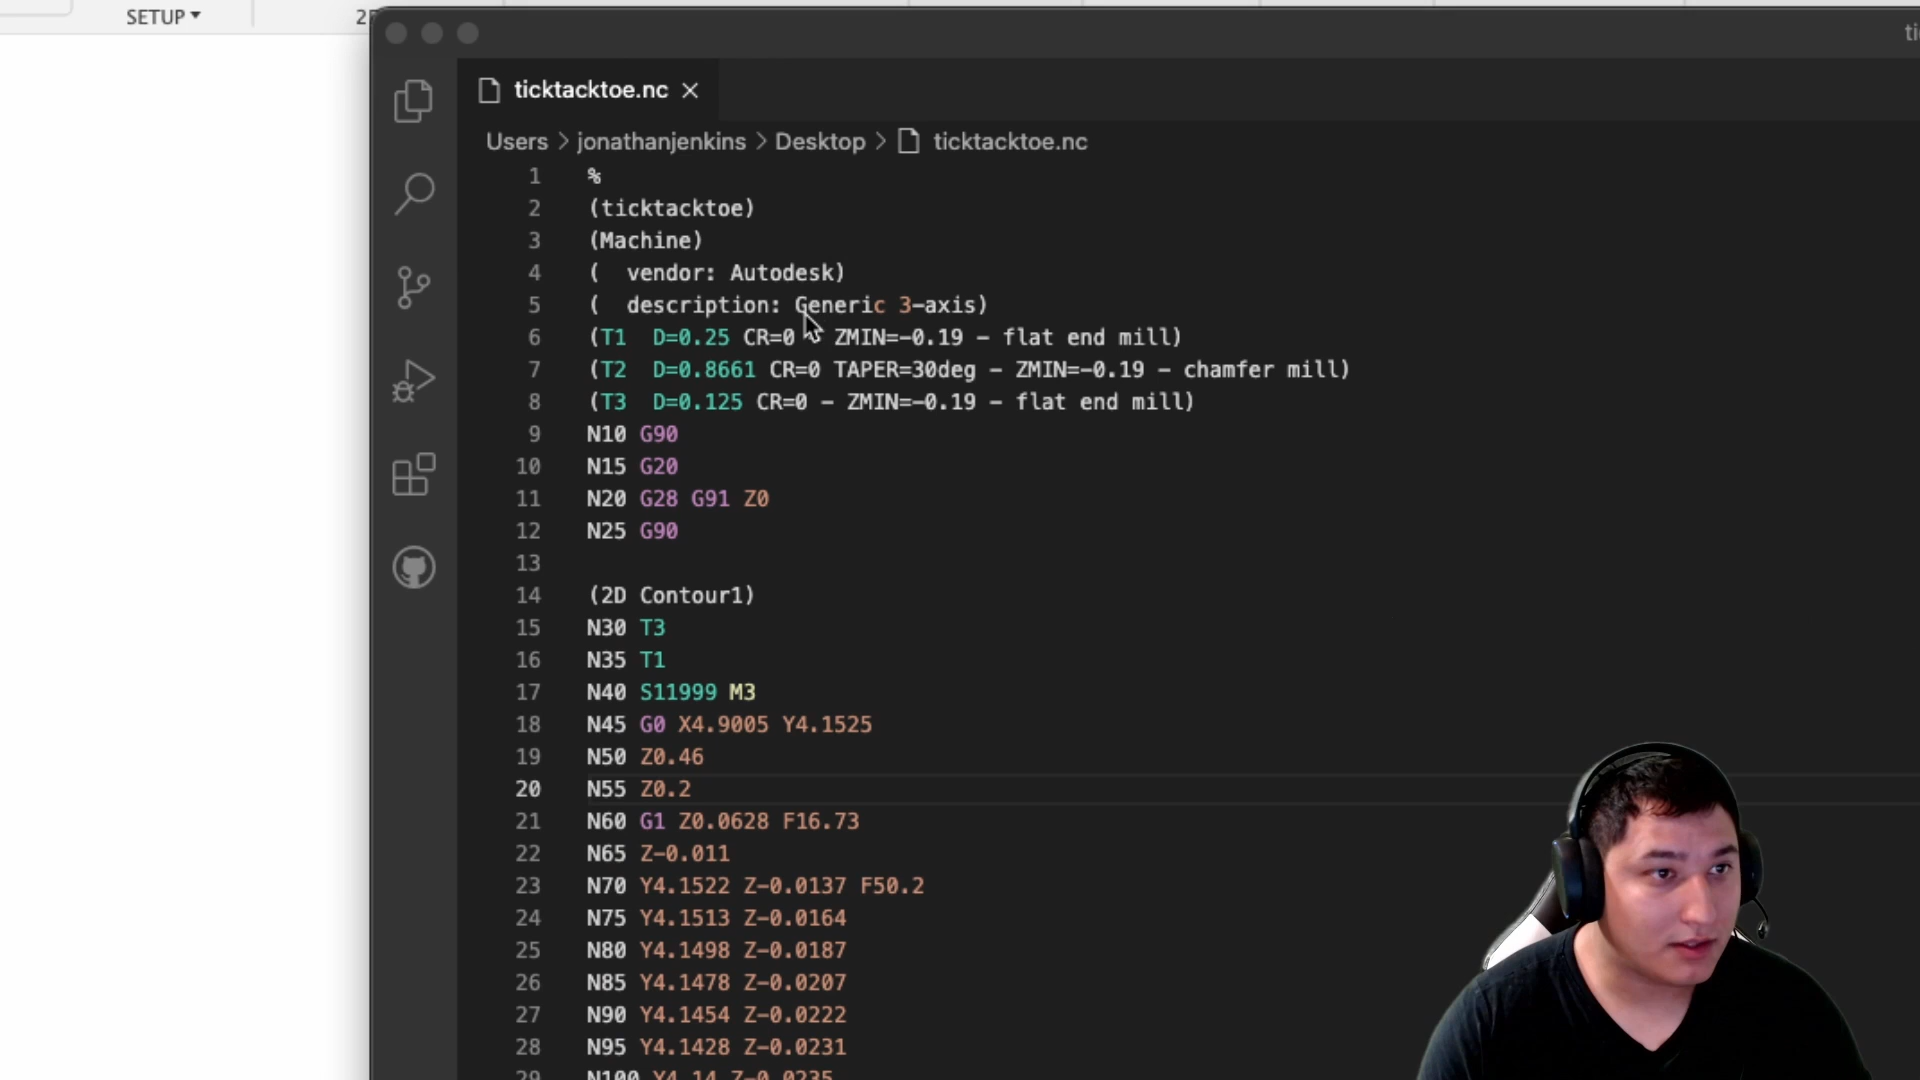 SETUP
ti
ticktacktoe.nc
Users > jonathanjenkins > Desktop > ticktacktoe.nc
1 %
2 (ticktacktoe)
3 (Machine)
4 (  vendor: Autodesk)
5 (  description: Generic 3-axis)
6 (T1  D=0.25 CR=0 - ZMIN=-0.19 - flat end mill)
7 (T2  D=0.8661 CR=0 TAPER=30deg - ZMIN=-0.19 - chamfer mill)
8 (T3  D=0.125 CR=0 - ZMIN=-0.19 - flat end mill)
9 N10 G90
10 N15 G20
11 N20 G28 G91 Z0
12 N25 G90
13
14 (2D Contour1)
15 N30 T3
16 N35 T1
17 N40 S11999 M3
18 N45 G0 X4.9005 Y4.1525
19 N50 Z0.46
20 N55 Z0.2
21 N60 G1 Z0.0628 F16.73
22 N65 Z-0.011
23 N70 Y4.1522 Z-0.0137 F50.2
24 N75 Y4.1513 Z-0.0164
25 N80 Y4.1498 Z-0.0187
26 N85 Y4.1478 Z-0.0207
27 N90 Y4.1454 Z-0.0222
28 N95 Y4.1428 Z-0.0231
29 N100 Y4.14 Z-0.0235